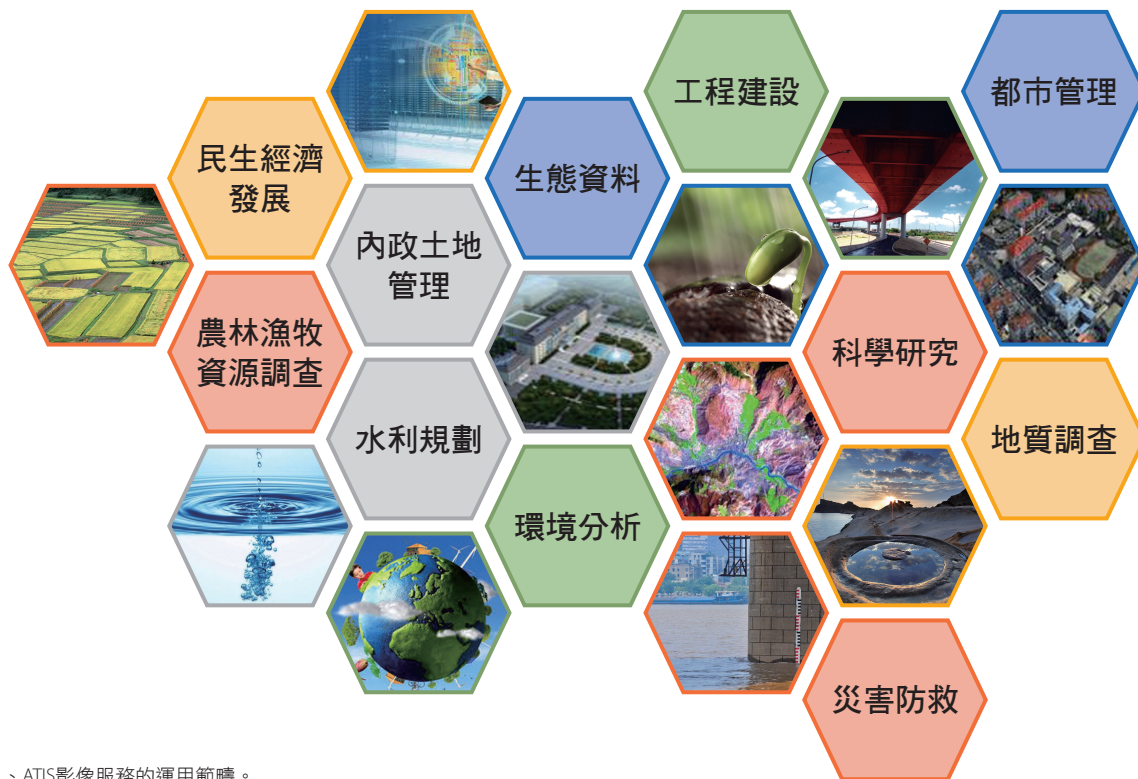 工程建設
都市管理
民生經濟
發展
生態資料
內政土地
管理
農林漁牧
資源調查
科學研究
水利規劃
地質調查
環境分析
災害防救
、ATIS影像服務的運用範疇。